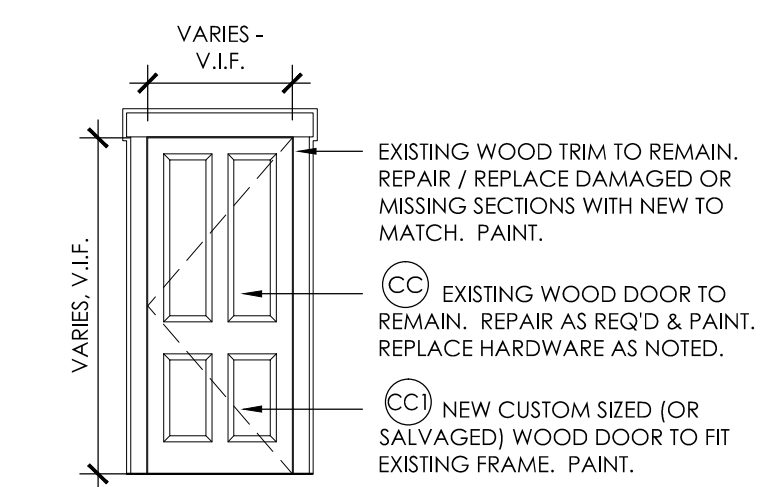 VARIES -
V.I.F.
VARIES, V.I.F.
EXISTING WOOD TRIM TO REMAIN.
REPAIR / REPLACE DAMAGED OR
MISSING SECTIONS WITH NEW TO
MATCH. PAINT.
CC EXISTING WOOD DOOR TO
REMAIN. REPAIR AS REQ'D & PAINT.
REPLACE HARDWARE AS NOTED.
CC1 NEW CUSTOM SIZED (OR
SALVAGED) WOOD DOOR TO FIT
EXISTING FRAME. PAINT.